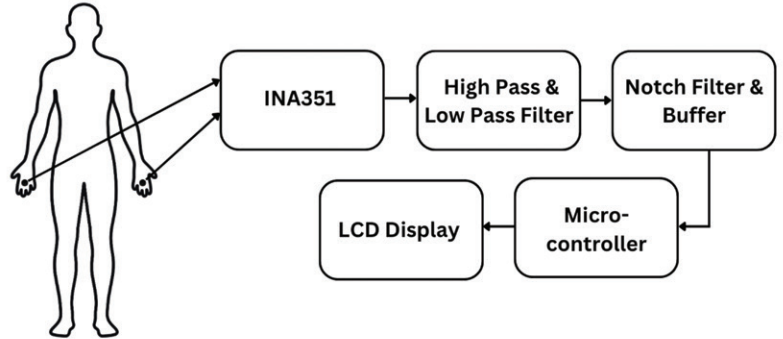 INA351
High Pass &
Low Pass Filter
Notch Filter &
Buffer
LCD Display
Micro-
controller